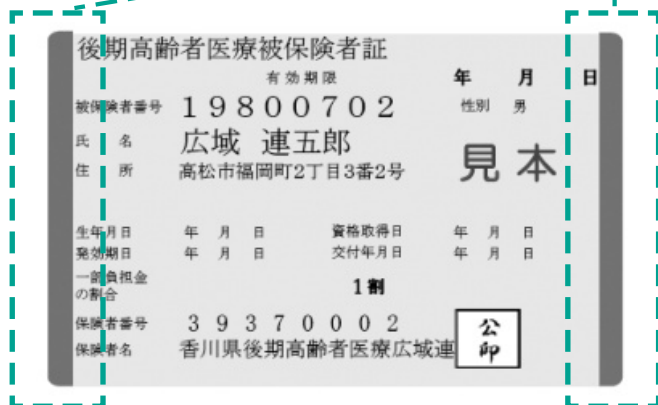 後期高齢者医療被保険者証
有効期限 年 月 日
被保険者番号 19800702 性別 男
氏 名 広域 連五郎
住 所 高松市福岡町2丁目3番2号
見本
生年月日 年 月 日 資格取得日 年 月 日
発効期日 年 月 日 交付年月日 年 月 日
一部負担金
の割合 1割
保険者番号 39370002
保険者名 香川県後期高齢者医療広域連
公印